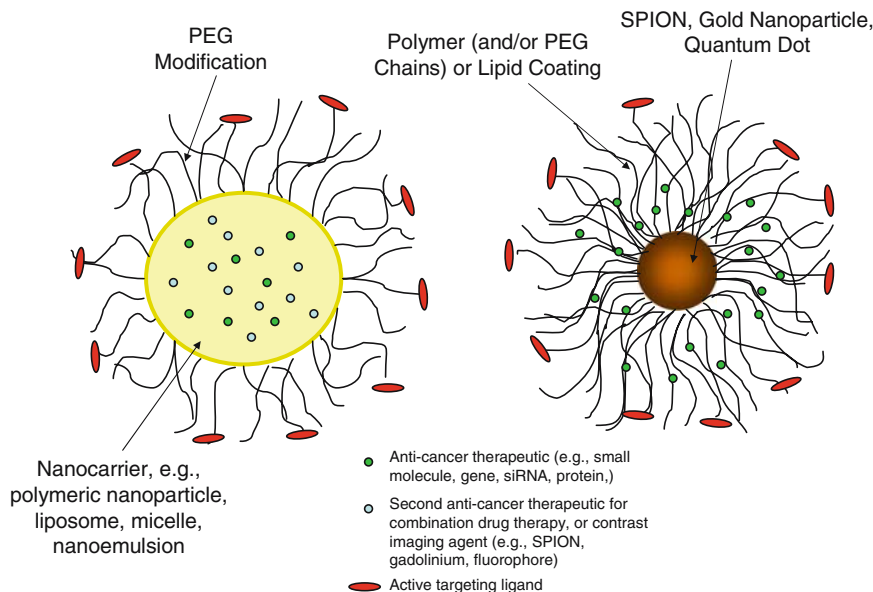 PEG
Modification
Polymer (and/or PEG
Chains) or Lipid Coating
SPION, Gold Nanoparticle,
Quantum Dot
Nanocarrier, e.g.,
polymeric nanoparticle,
liposome, micelle,
nanoemulsion
Anti-cancer therapeutic (e.g., small
molecule, gene, siRNA, protein,)
Second anti-cancer therapeutic for
combination drug therapy, or contrast
imaging agent (e.g., SPION,
gadolinium, fluorophore)
Active targeting ligand